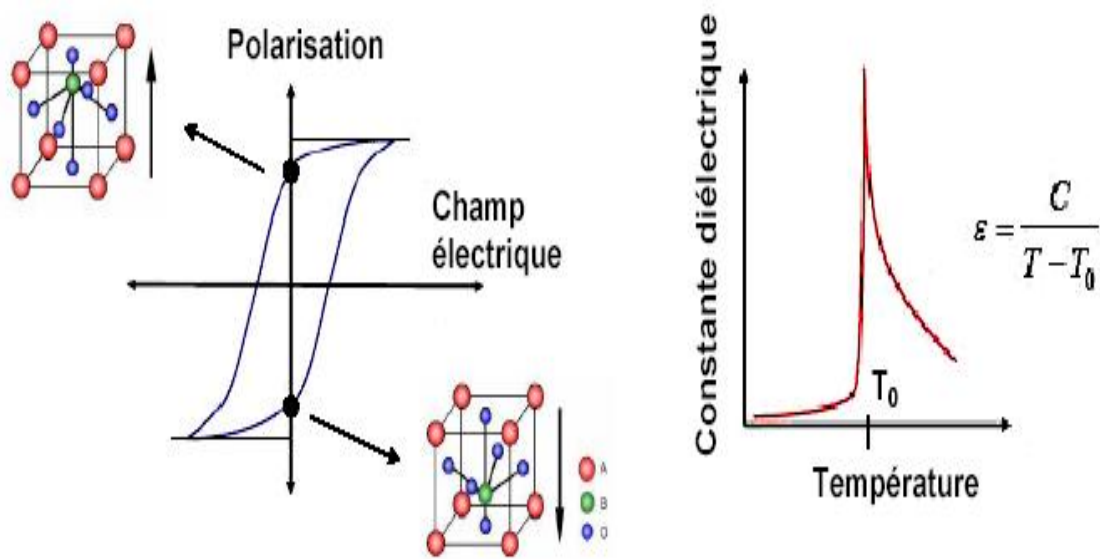 Polarisation
Champ
électrique
A
B
O
Constante diélectrique
ε = C / (T − T₀)
T₀
Température